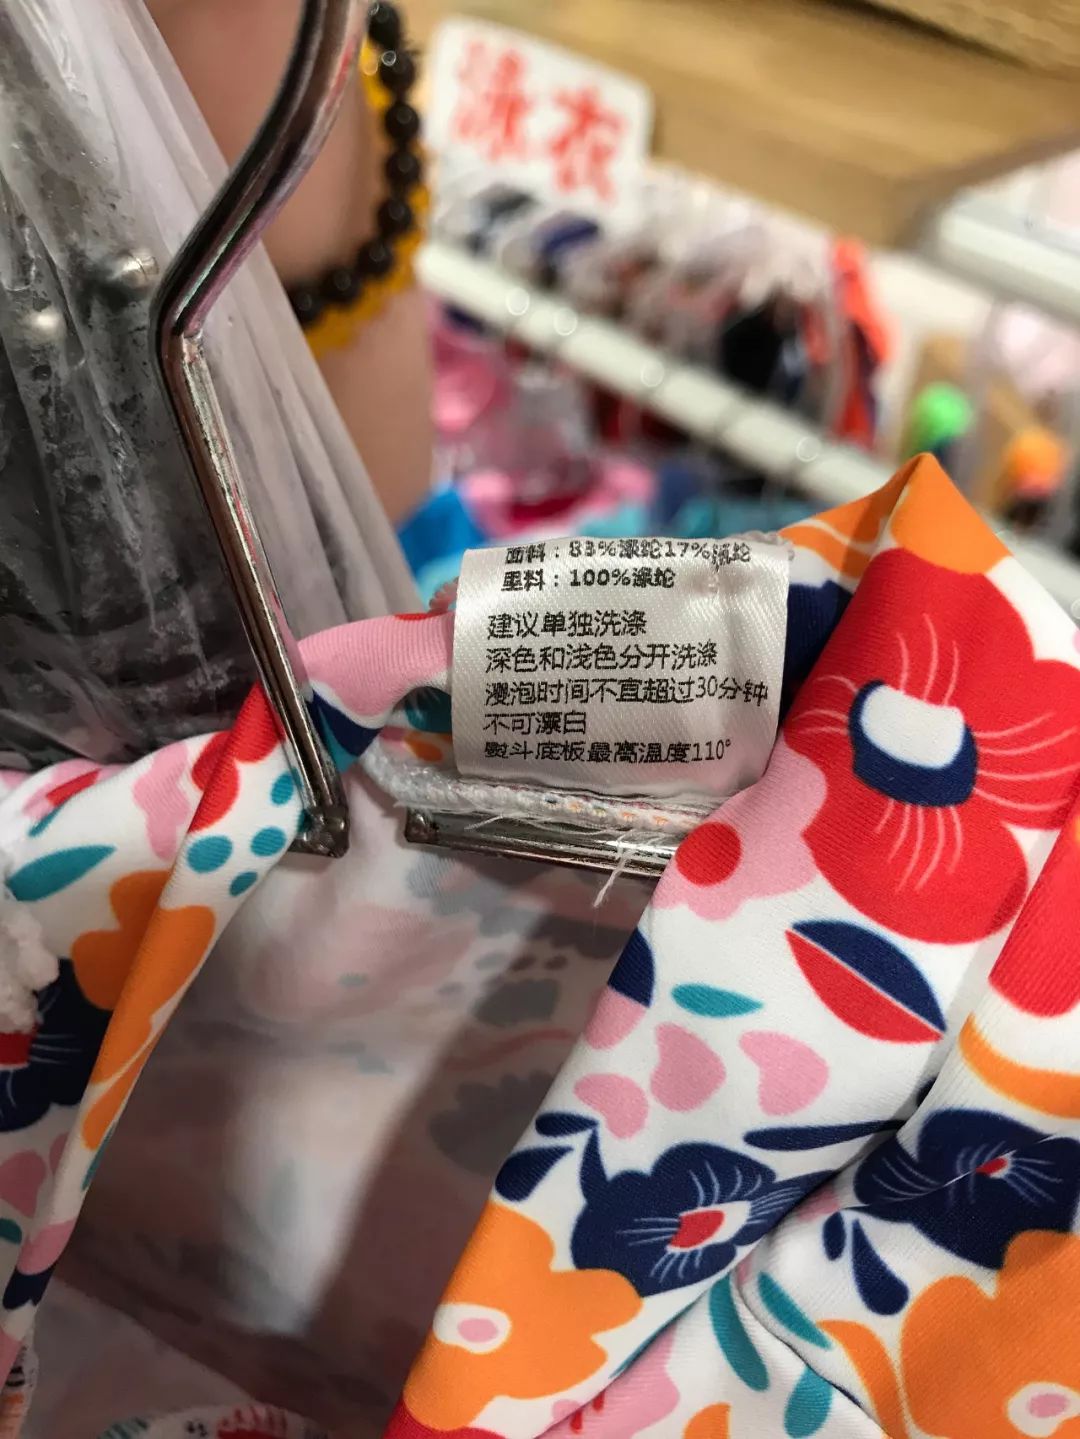 泳衣
面料：83%涤纶17%氨纶
里料：100%涤纶
建议单独洗涤
深色和浅色分开洗涤
浸泡时间不宜超过30分钟
不可漂白
熨斗底板最高温度110°